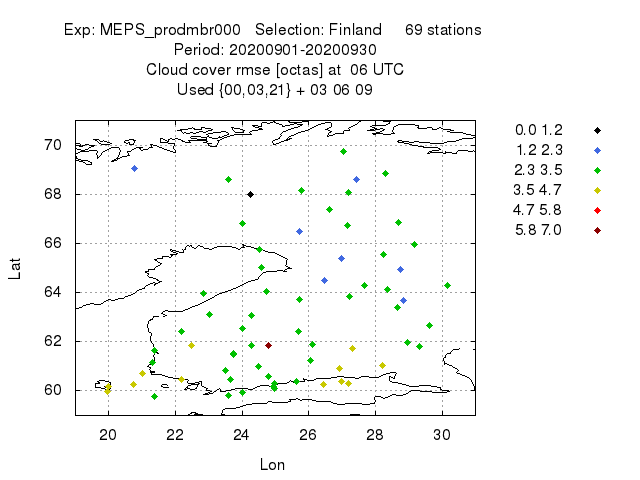 Exp: MEPS_prodmbr000 Selection: Finland 69 stations
Period: 20200901-20200930
Cloud cover rmse [octas] at 06 UTC
Used {00,03,21} + 03 06 09
70
68
66
64
62
60
Lat
20 22 24 26 28 30
Lon
0.0 1.2
1.2 2.3
2.3 3.5
3.5 4.7
4.7 5.8
5.8 7.0